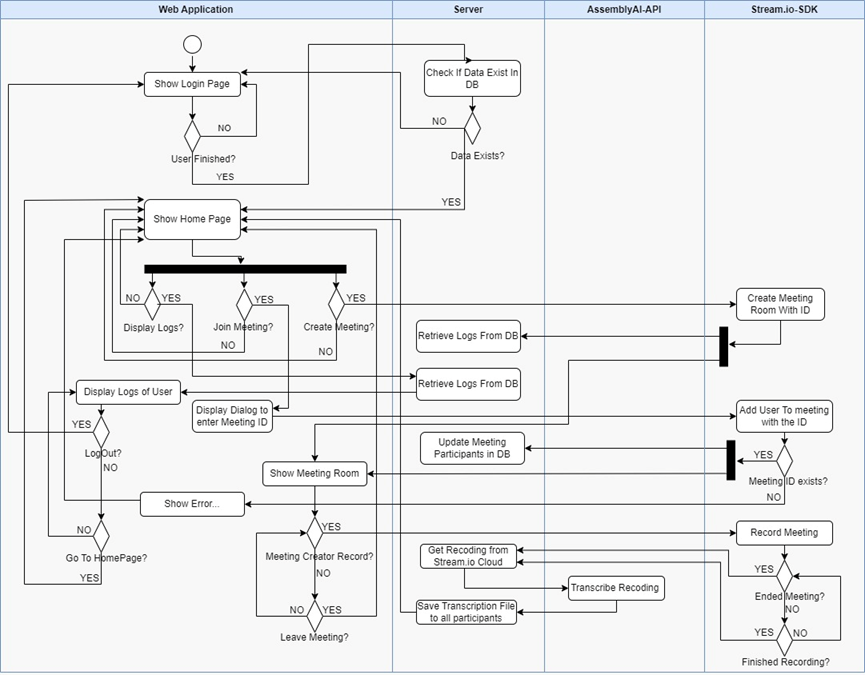 Web Application
Server
AssemblyAI-API
Stream.io-SDK
Show Login Page
NO
User Finished?
YES
Check If Data Exist In
DB
NO
Data Exists?
YES
Show Home Page
NO
YES
Display Logs?
YES
Join Meeting?
NO
YES
Create Meeting?
NO
Create Meeting
Room With ID
Retrieve Logs From DB
Retrieve Logs From DB
Display Logs of User
YES
LogOut?
NO
Display Dialog to
enter Meeting ID
Add User To meeting
with the ID
Update Meeting
Participants in DB
YES
Meeting ID exists?
NO
Show Meeting Room
Show Error...
NO
Go To HomePage?
YES
YES
Meeting Creator Record?
NO
NO
YES
Leave Meeting?
Record Meeting
Get Recoding from
Stream.io Cloud
Transcribe Recoding
Save Transcription File
to all participants
YES
Ended Meeting?
NO
YES
NO
Finished Recording?